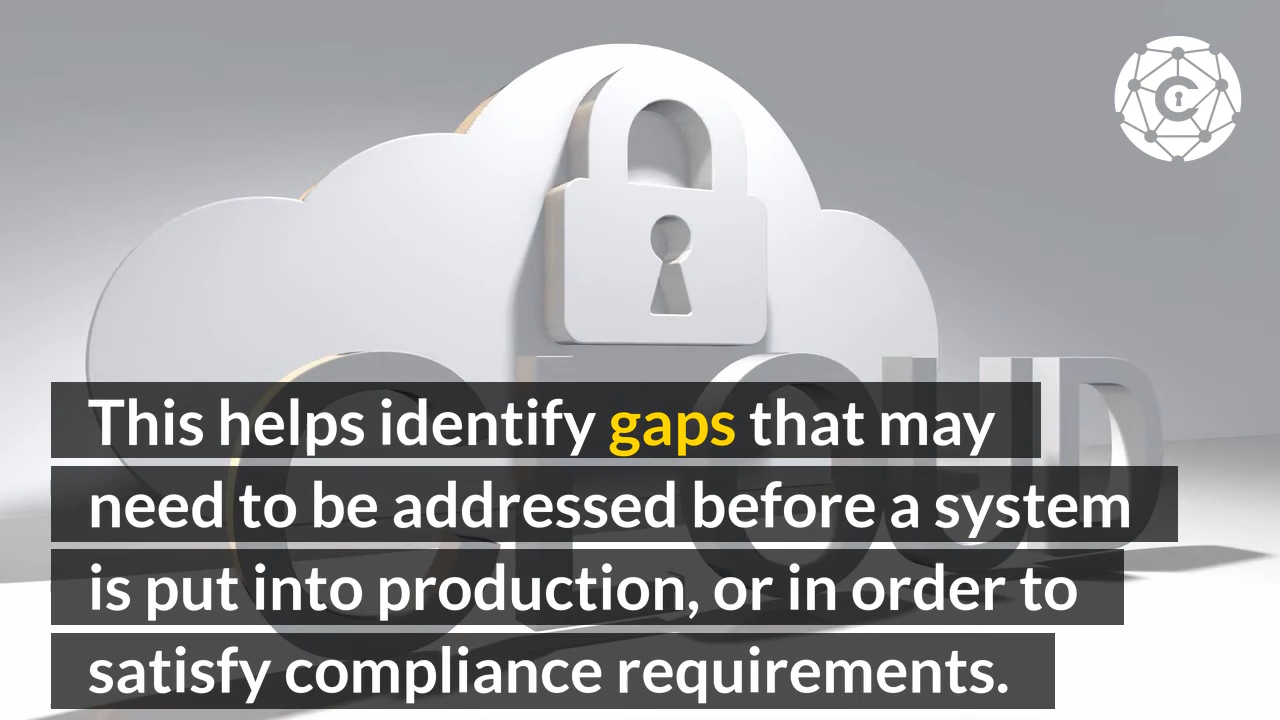 This helps identify gaps that may
need to be addressed before a system
is put into production, or in order to
satisfy compliance requirements.
CLOUD
C